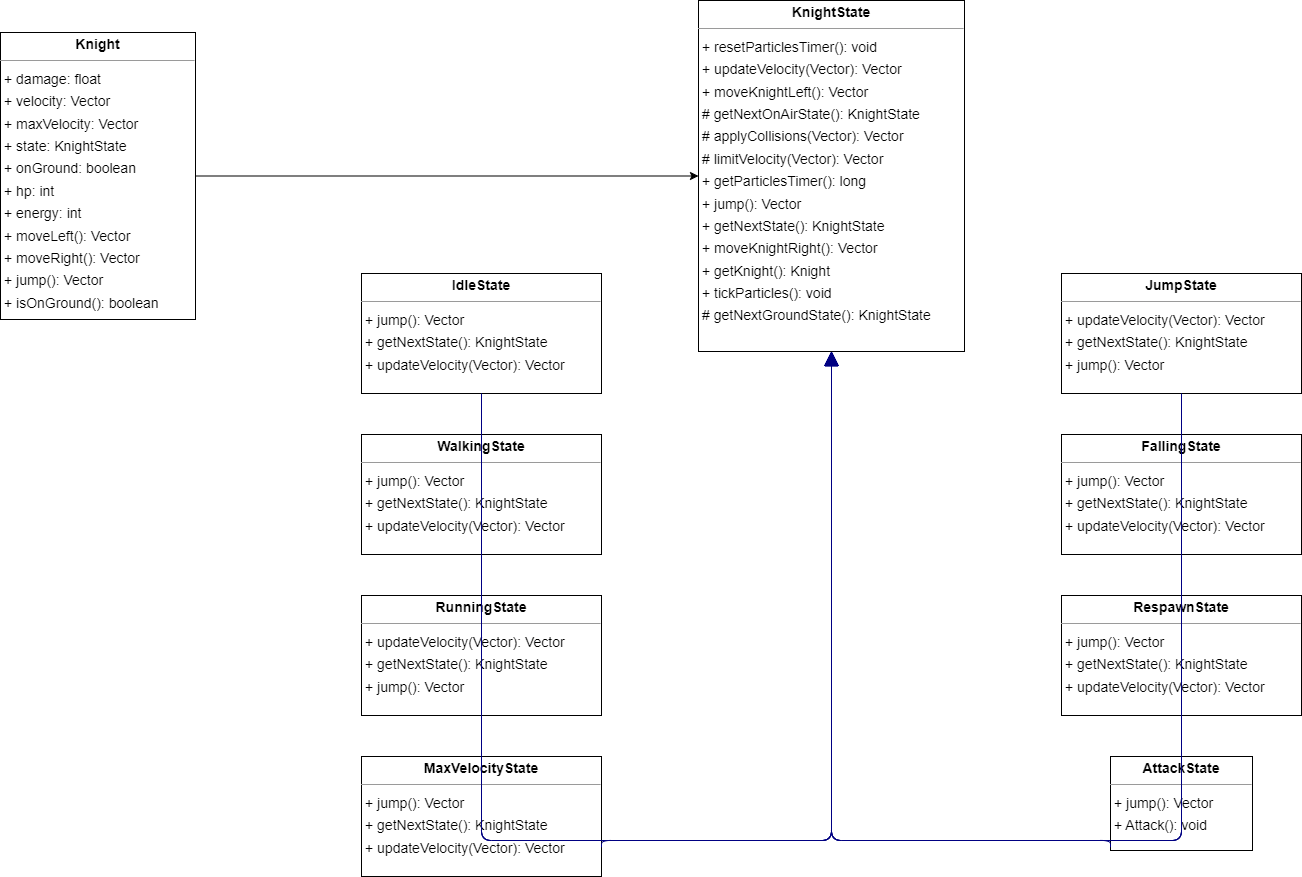 Knight
+ damage: float
+ velocity: Vector
+ maxVelocity: Vector
+ state: KnightState
+ onGround: boolean
+ hp: int
+ energy: int
+ moveLeft(): Vector
+ moveRight(): Vector
+ jump(): Vector
+ isOnGround(): boolean
KnightState
+ resetParticlesTimer(): void
+ updateVelocity(Vector): Vector
+ moveKnightLeft(): Vector
# getNextOnAirState(): KnightState
# applyCollisions(Vector): Vector
# limitVelocity(Vector): Vector
+ getParticlesTimer(): long
+ jump(): Vector
+ getNextState(): KnightState
+ moveKnightRight(): Vector
+ getKnight(): Knight
+ tickParticles(): void
# getNextGroundState(): KnightState
IdleState
+ jump(): Vector
+ getNextState(): KnightState
+ updateVelocity(Vector): Vector
WalkingState
+ jump(): Vector
+ getNextState(): KnightState
+ updateVelocity(Vector): Vector
RunningState
+ updateVelocity(Vector): Vector
+ getNextState(): KnightState
+ jump(): Vector
MaxVelocityState
+ jump(): Vector
+ getNextState(): KnightState
+ updateVelocity(Vector): Vector
JumpState
+ updateVelocity(Vector): Vector
+ getNextState(): KnightState
+ jump(): Vector
FallingState
+ jump(): Vector
+ getNextState(): KnightState
+ updateVelocity(Vector): Vector
RespawnState
+ jump(): Vector
+ getNextState(): KnightState
+ updateVelocity(Vector): Vector
AttackState
+ jump(): Vector
+ Attack(): void